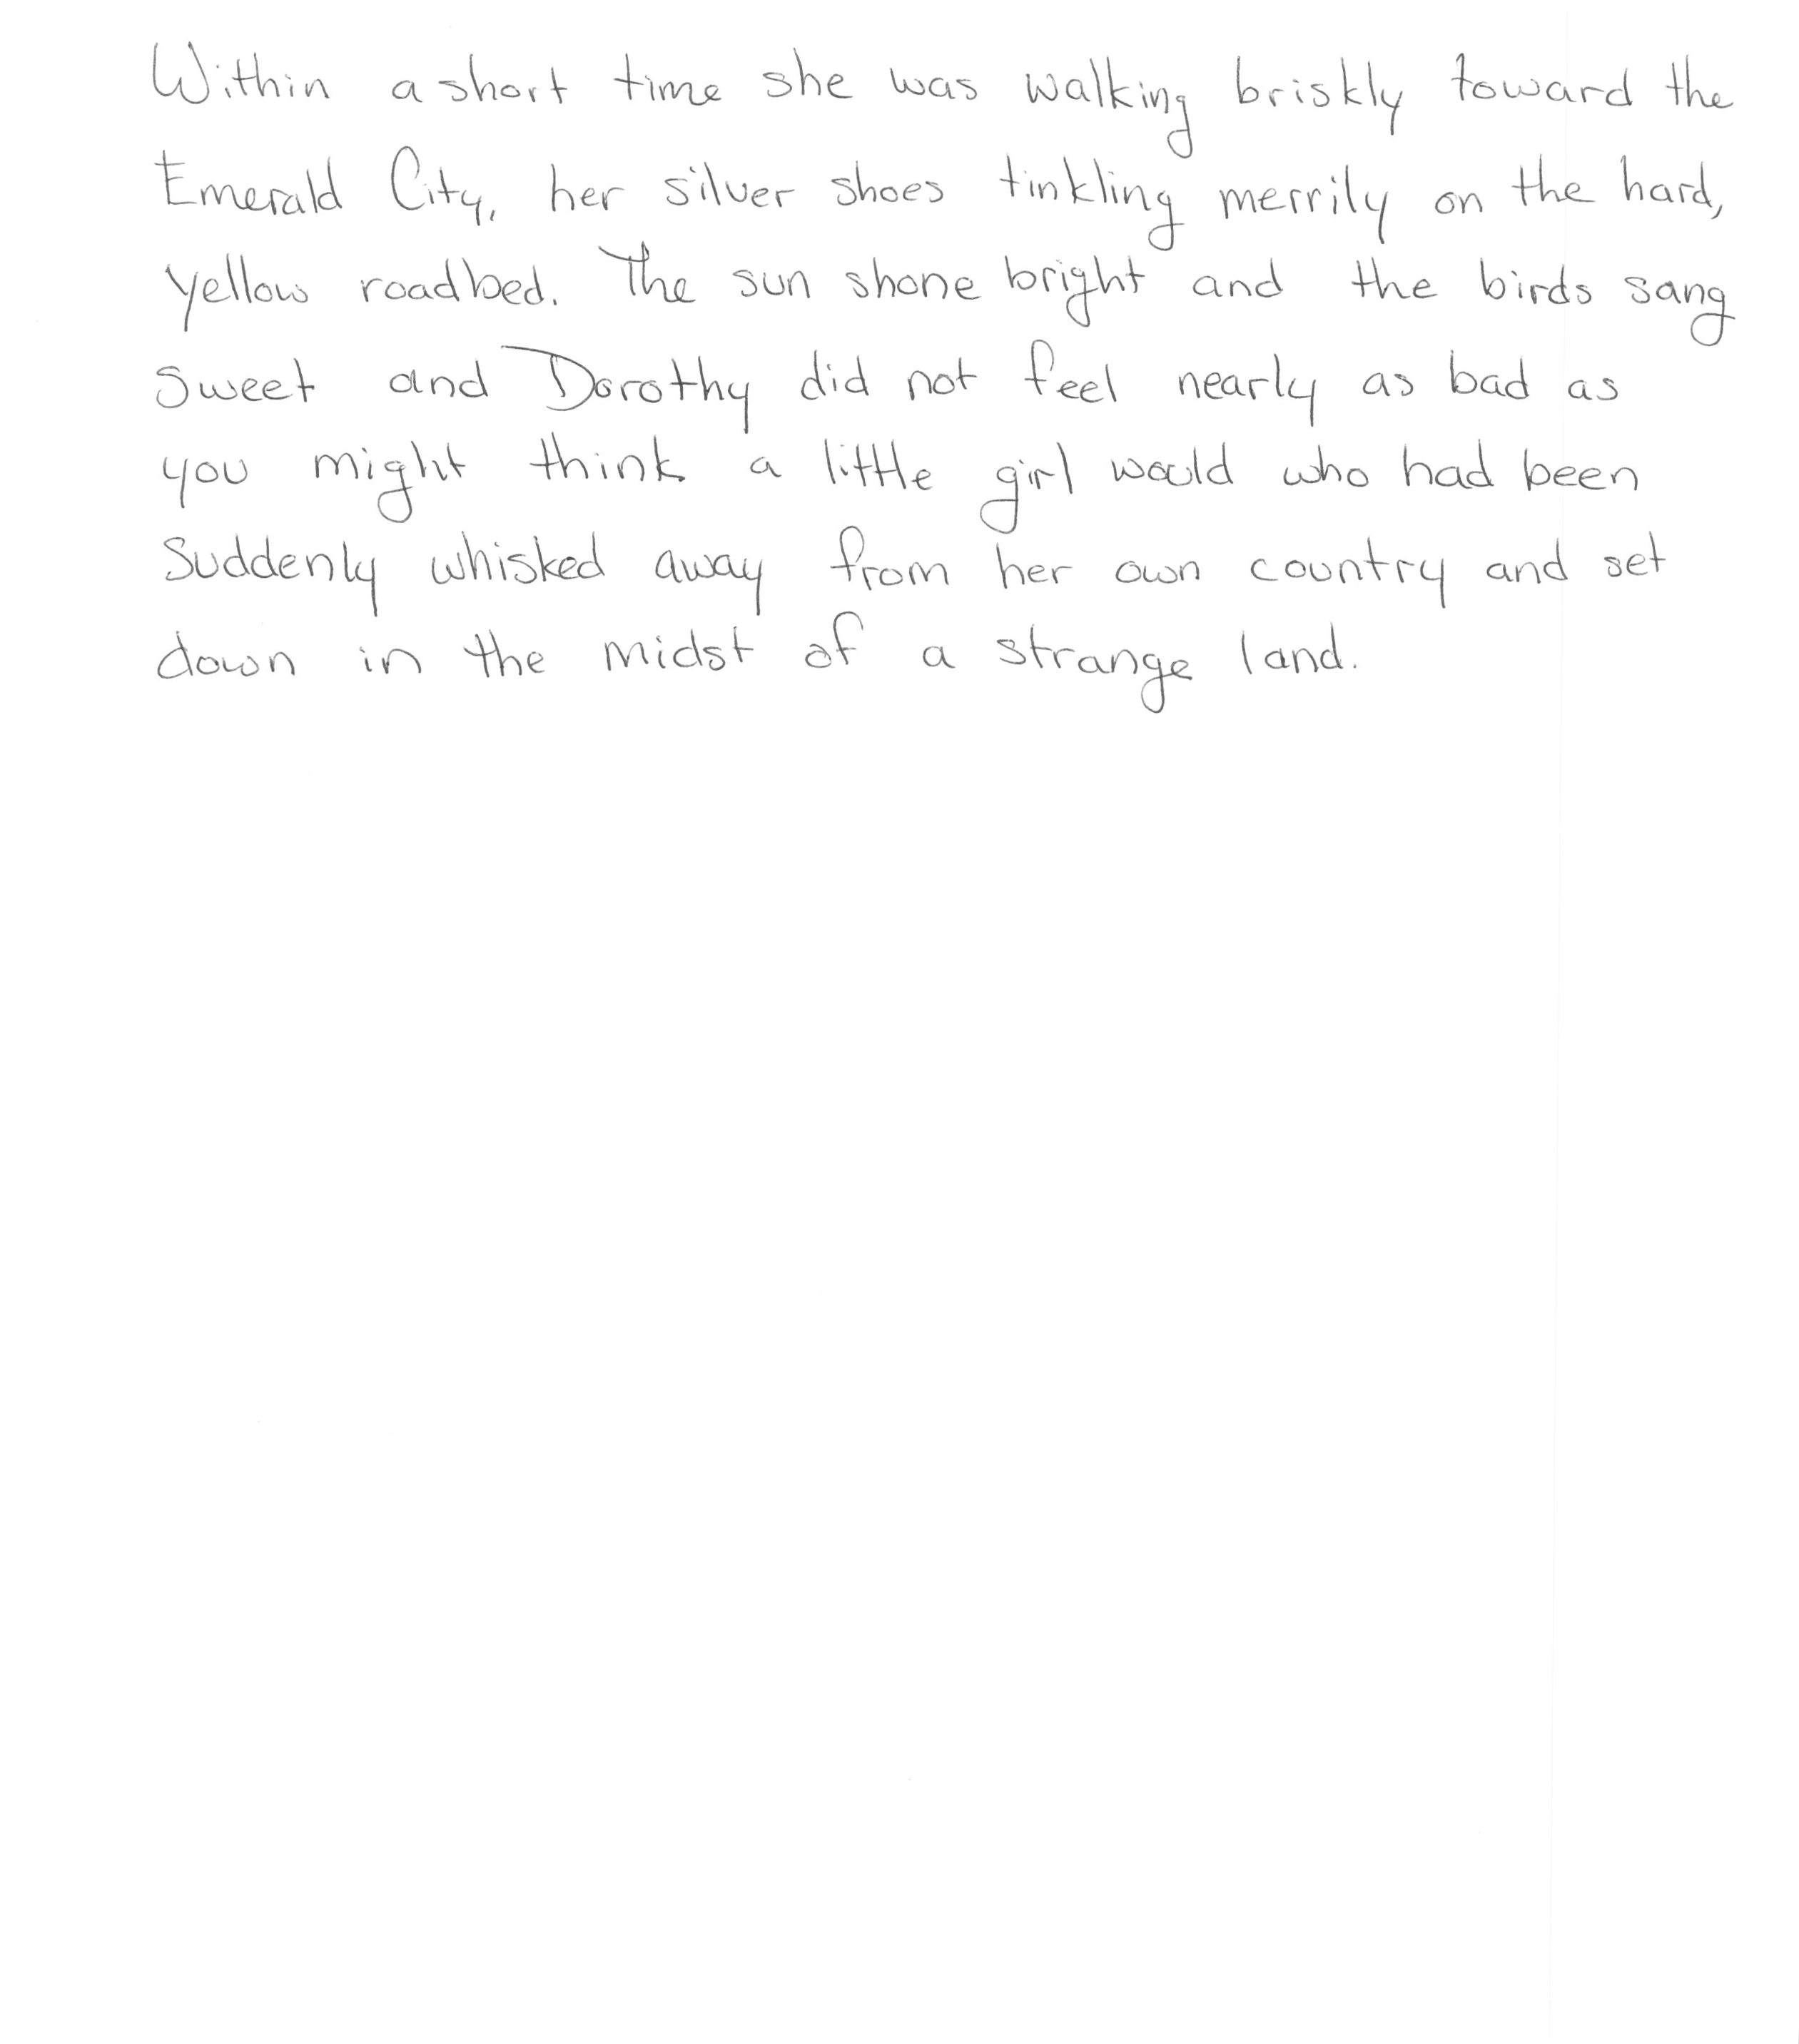 Within a short time she was walking briskly toward the
Emerald City, her silver shoes tinkling merrily on the hard,
yellow roadbed. The sun shone bright and the birds sang
sweet and Dorothy did not feel nearly as bad as
you might think a little girl would who had been
suddenly whisked away from her own country and set
down in the midst of a strange land.